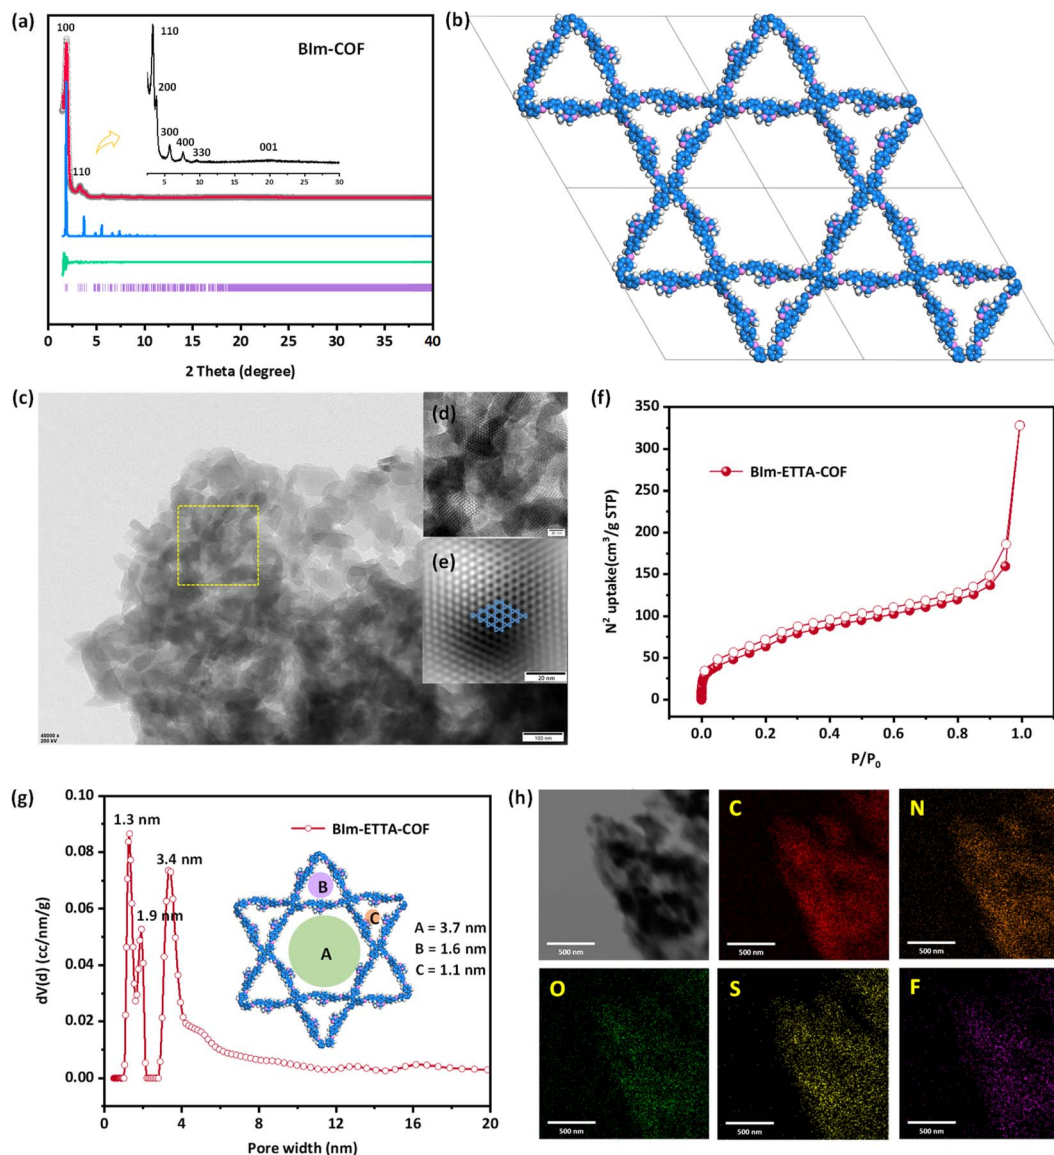 (a)
100
110
BIm-COF
200
300
400
330
001
5 10 15 20 25 30
110
0 5 10 15 20 25 30 35 40
2 Theta (degree)
(b)
(c)
(d)
(e)
20 nm
40000 x
200 kV
100 nm
(f)
350
300
250
200
150
100
50
0
N² uptake(cm³/g STP)
BIm-ETTA-COF
0.0 0.2 0.4 0.6 0.8 1.0
P/P₀
(g)
0.10
0.08
0.06
0.04
0.02
0.00
dV(d) (cc/nm/g)
1.3 nm
1.9 nm
3.4 nm
BIm-ETTA-COF
B
C
A
A = 3.7 nm
B = 1.6 nm
C = 1.1 nm
0 4 8 12 16 20
Pore width (nm)
(h)
500 nm
C
500 nm
N
500 nm
O
500 nm
S
500 nm
F
500 nm